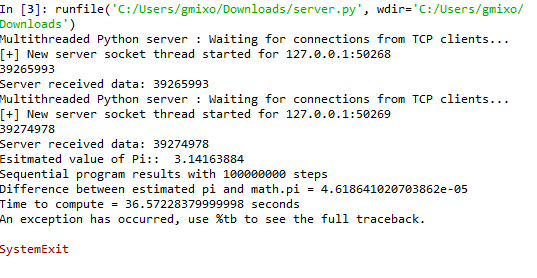 In [3]: runfile('C:/Users/gmixo/Downloads/server.py', wdir='C:/Users/gmixo/
Downloads')
Multithreaded Python server : Waiting for connections from TCP clients...
[+] New server socket thread started for 127.0.0.1:50268
39265993
Server received data: 39265993
Multithreaded Python server : Waiting for connections from TCP clients...
[+] New server socket thread started for 127.0.0.1:50269
39274978
Server received data: 39274978
Esitmated value of Pi::  3.14163884
Sequential program results with 100000000 steps
Difference between estimated pi and math.pi = 4.618641020703862e-05
Time to compute = 36.57228379999998 seconds
An exception has occurred, use %tb to see the full traceback.
SystemExit